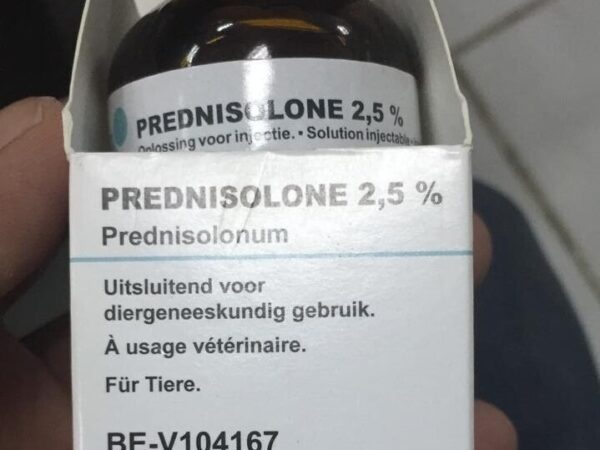 PREDNISOLONE 2,5 %
Oplossing voor injectie. • Solution injectable
PREDNISOLONE 2,5 %
Prednisolonum
Uitsluitend voor
diergeneeskundig gebruik.
À usage vétérinaire.
Für Tiere.
BE-V104167